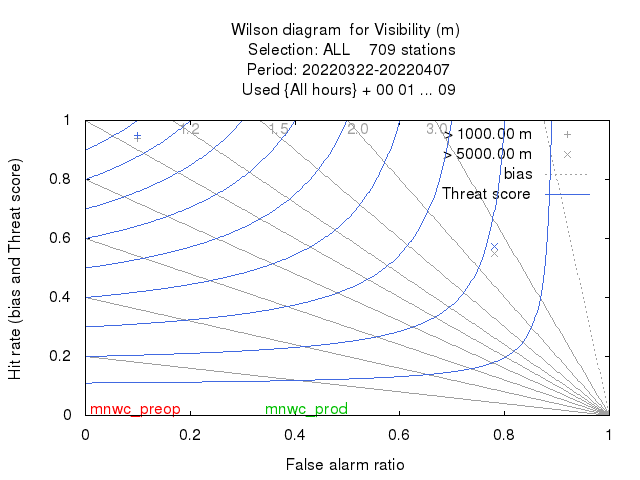 Wilson diagram  for Visibility (m)
Selection: ALL    709 stations
Period: 20220322-20220407
Used {All hours} + 00 01 ... 09
Hit rate (bias and Threat score)
1
0.8
0.6
0.4
0.2
0
1.2
1.5
2.0
3.0
> 1000.00 m
> 5000.00 m
bias
Threat score
mnwc_preop
mnwc_prod
0
0.2
0.4
0.6
0.8
1
False alarm ratio